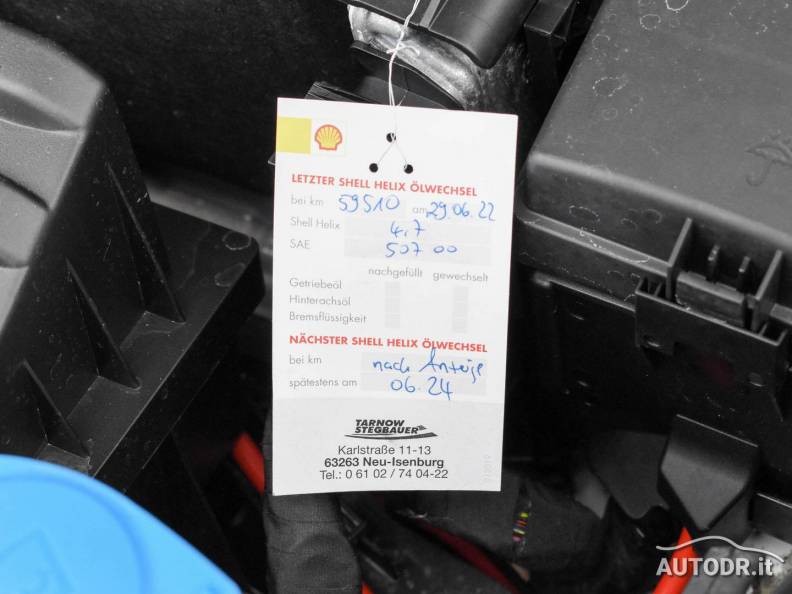 LETZTER SHELL HELIX ÖLWECHSEL
bei km 59510 am 29.06.22
Shell Helix 4,7
SAE 507 00
nachgefüllt gewechselt
Getriebeöl
Hinterachsöl
Bremsflüssigkeit
NÄCHSTER SHELL HELIX ÖLWECHSEL
bei km nach Anzeige
spätestens am 06.24
TARNOW
STEGBAUER
Karlstraße 11-13
63263 Neu-Isenburg
Tel.: 0 61 02 / 74 04-22
AUTODR.it